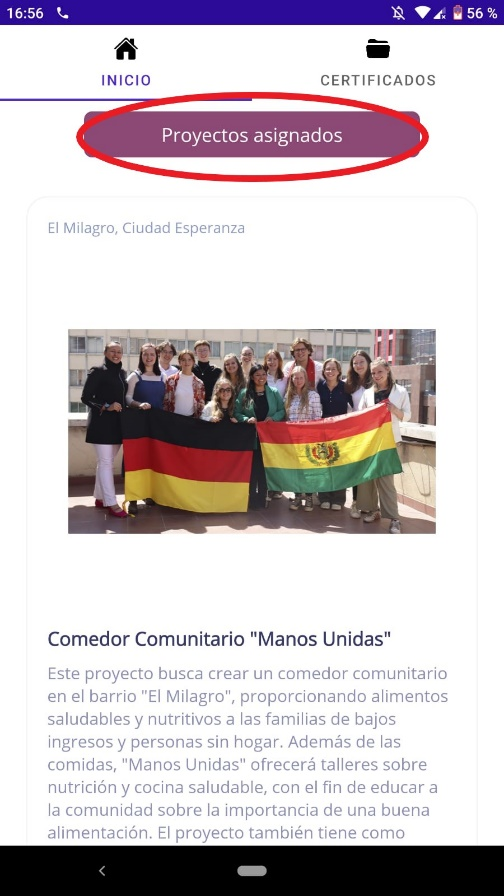 16:56
56 %
INICIO
CERTIFICADOS
Proyectos asignados
El Milagro, Ciudad Esperanza
Comedor Comunitario "Manos Unidas"
Este proyecto busca crear un comedor comunitario
en el barrio "El Milagro", proporcionando alimentos
saludables y nutritivos a las familias de bajos
ingresos y personas sin hogar. Además de las
comidas, "Manos Unidas" ofrecerá talleres sobre
nutrición y cocina saludable, con el fin de educar a
la comunidad sobre la importancia de una buena
alimentación. El proyecto también tiene como